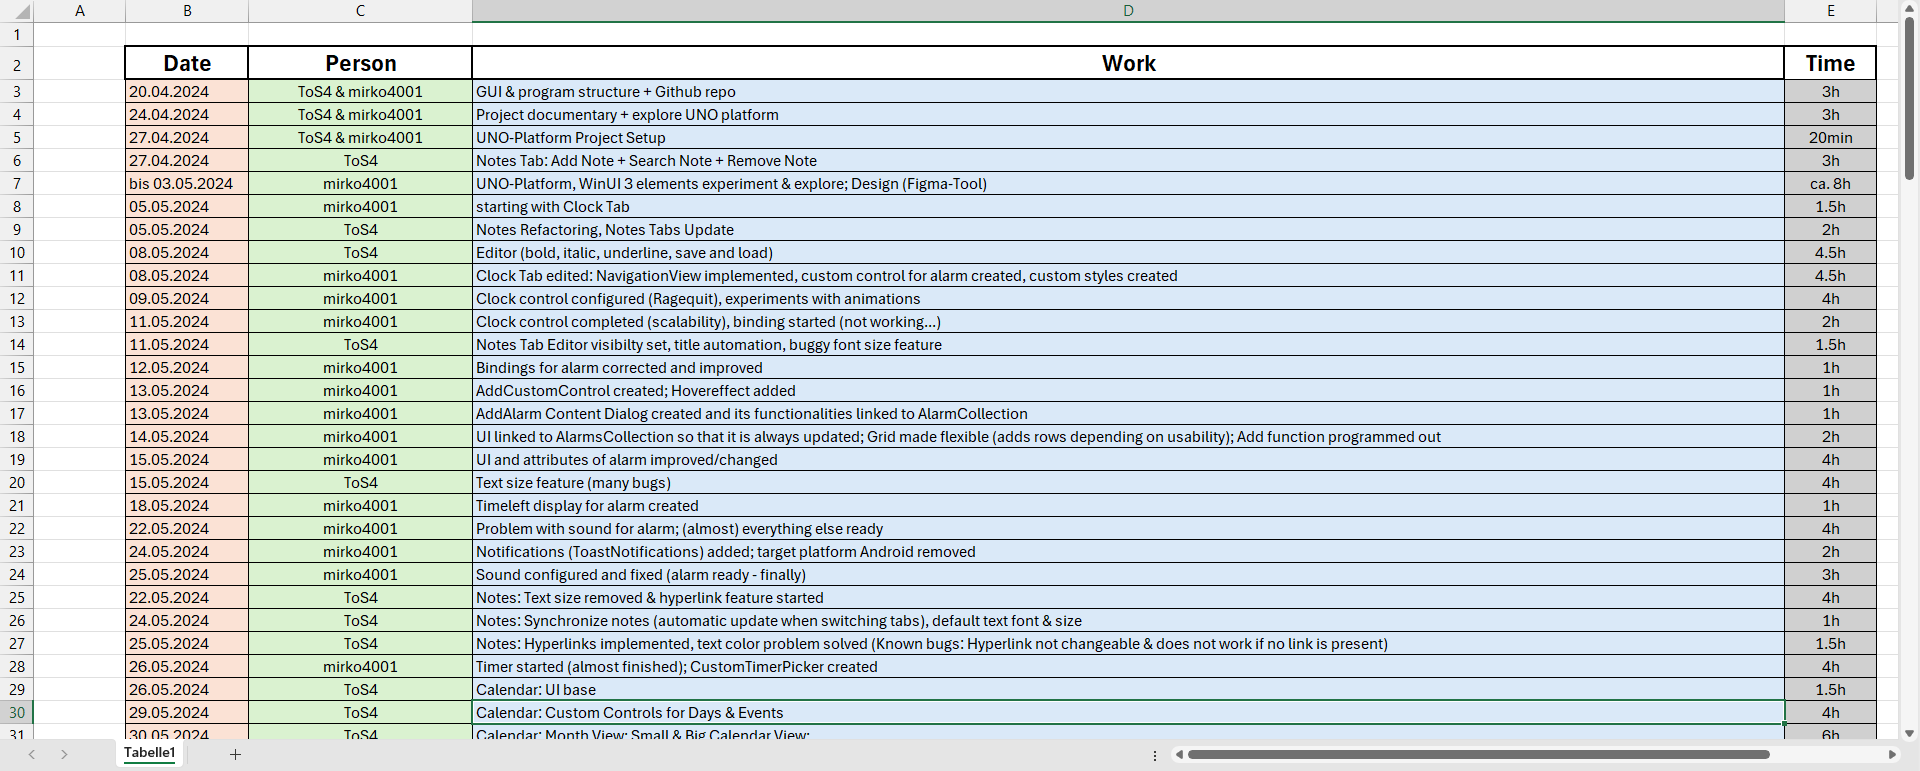 A B C D E
1
2 Date Person Work Time
3 20.04.2024 ToS4 & mirko4001 GUI & program structure + Github repo 3h
4 24.04.2024 ToS4 & mirko4001 Project documentary + explore UNO platform 3h
5 27.04.2024 ToS4 & mirko4001 UNO-Platform Project Setup 20min
6 27.04.2024 ToS4 Notes Tab: Add Note + Search Note + Remove Note 3h
7 bis 03.05.2024 mirko4001 UNO-Platform, WinUI 3 elements experiment & explore; Design (Figma-Tool) ca. 8h
8 05.05.2024 mirko4001 starting with Clock Tab 1.5h
9 05.05.2024 ToS4 Notes Refactoring, Notes Tabs Update 2h
10 08.05.2024 ToS4 Editor (bold, italic, underline, save and load) 4.5h
11 08.05.2024 mirko4001 Clock Tab edited: NavigationView implemented, custom control for alarm created, custom styles created 4.5h
12 09.05.2024 mirko4001 Clock control configured (Ragequit), experiments with animations 4h
13 11.05.2024 mirko4001 Clock control completed (scalability), binding started (not working...) 2h
14 11.05.2024 ToS4 Notes Tab Editor visibilty set, title automation, buggy font size feature 1.5h
15 12.05.2024 mirko4001 Bindings for alarm corrected and improved 1h
16 13.05.2024 mirko4001 AddCustomControl created; Hovereffect added 1h
17 13.05.2024 mirko4001 AddAlarm Content Dialog created and its functionalities linked to AlarmCollection 1h
18 14.05.2024 mirko4001 UI linked to AlarmsCollection so that it is always updated; Grid made flexible (adds rows depending on usability); Add function programmed out 2h
19 15.05.2024 mirko4001 UI and attributes of alarm improved/changed 4h
20 15.05.2024 ToS4 Text size feature (many bugs) 4h
21 18.05.2024 mirko4001 Timeleft display for alarm created 1h
22 22.05.2024 mirko4001 Problem with sound for alarm; (almost) everything else ready 4h
23 24.05.2024 mirko4001 Notifications (ToastNotifications) added; target platform Android removed 2h
24 25.05.2024 mirko4001 Sound configured and fixed (alarm ready - finally) 3h
25 22.05.2024 ToS4 Notes: Text size removed & hyperlink feature started 4h
26 24.05.2024 ToS4 Notes: Synchronize notes (automatic update when switching tabs), default text font & size 1h
27 25.05.2024 ToS4 Notes: Hyperlinks implemented, text color problem solved (Known bugs: Hyperlink not changeable & does not work if no link is present) 1.5h
28 26.05.2024 mirko4001 Timer started (almost finished); CustomTimerPicker created 4h
29 26.05.2024 ToS4 Calendar: UI base 1.5h
30 29.05.2024 ToS4 Calendar: Custom Controls for Days & Events 4h
31 30.05.2024 ToS4 Calendar: Month View: Small & Big Calendar View: 6h
Tabelle1